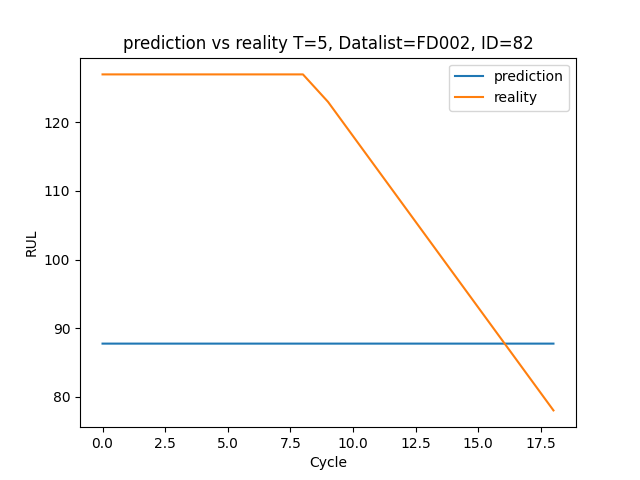 prediction vs reality T=5, Datalist=FD002, ID=82
prediction
reality
120
110
100
90
80
RUL
0.0 2.5 5.0 7.5 10.0 12.5 15.0 17.5
Cycle